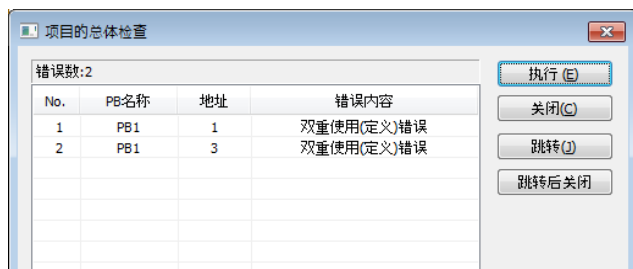 项目的总体检查
错误数:2
No. PB名称 地址 错误内容
1 PB1 1 双重使用(定义)错误
2 PB1 3 双重使用(定义)错误
执行(E)
关闭(C)
跳转(J)
跳转后关闭